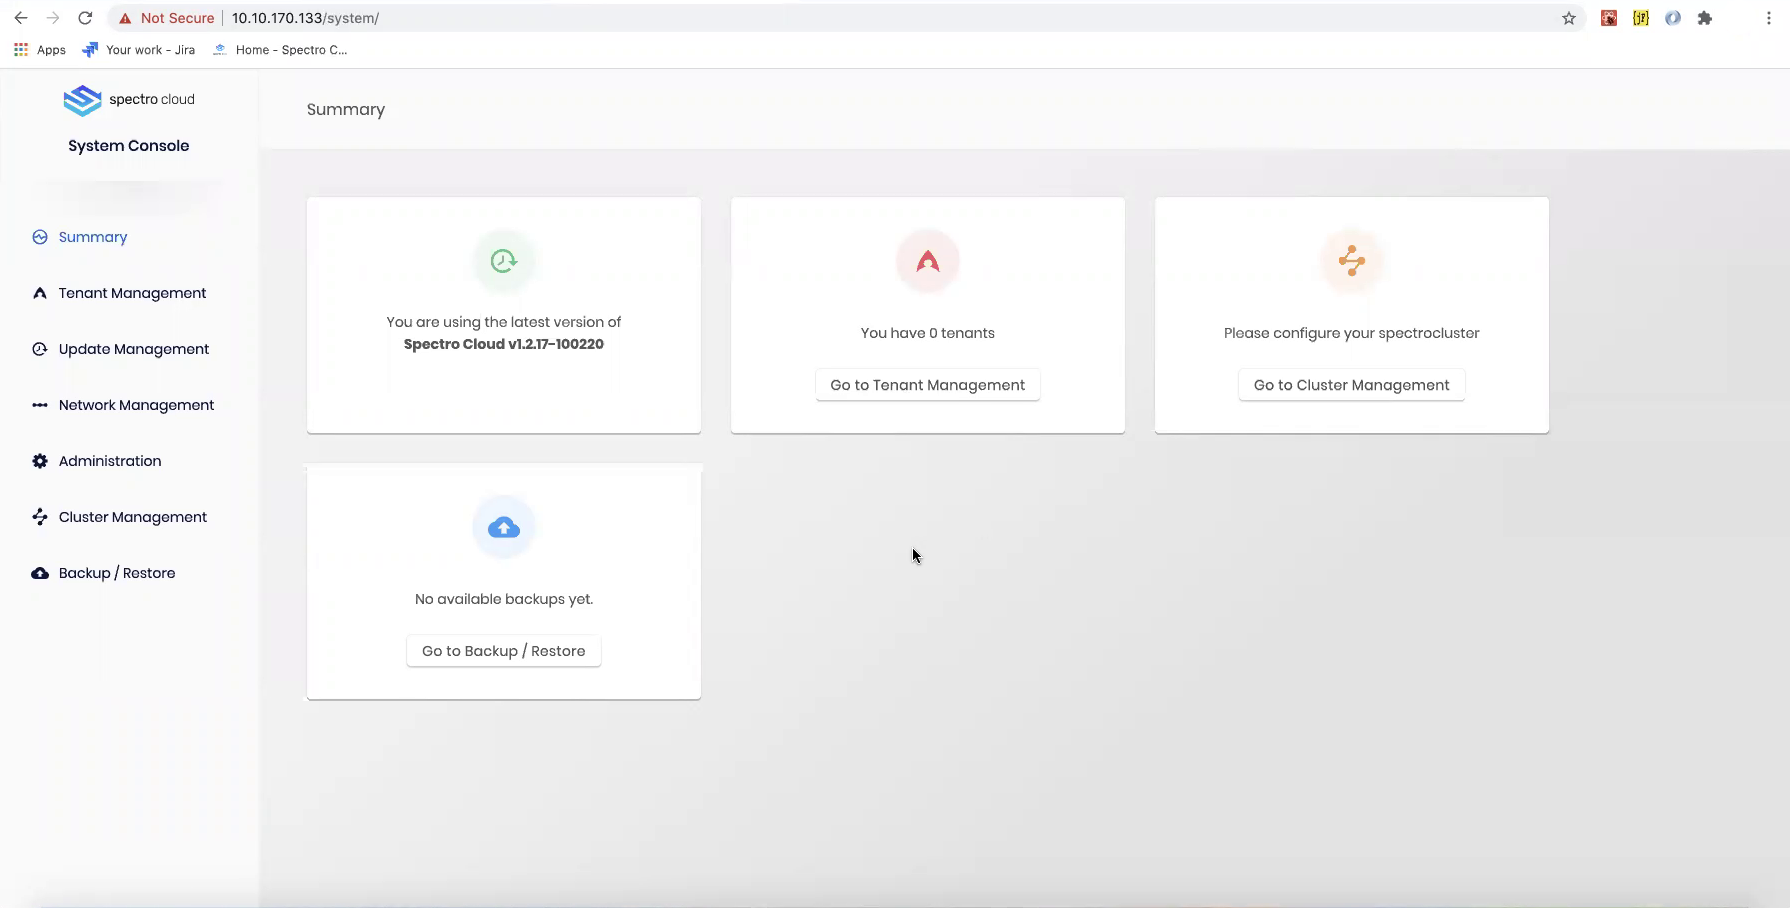 Not Secure | 10.10.170.133/system/
Apps Your work - Jira Home - Spectro C...
spectro cloud
System Console
Summary
Tenant Management
Update Management
Network Management
Administration
Cluster Management
Backup / Restore
Summary
You are using the latest version of
Spectro Cloud v1.2.17-100220
You have 0 tenants
Go to Tenant Management
Please configure your spectrocluster
Go to Cluster Management
No available backups yet.
Go to Backup / Restore